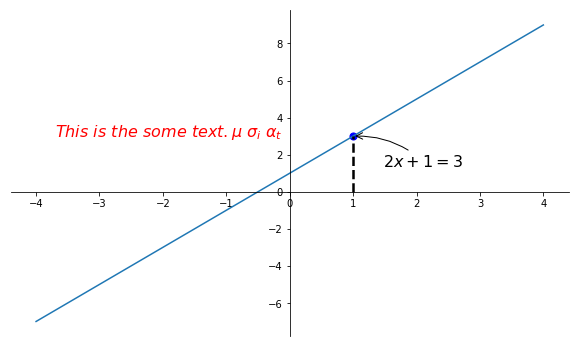 8
6
4
This is the some text. μ σᵢ αₜ
2
2x + 1 = 3
0
−4 −3 −2 −1 0 1 2 3 4
−2
−4
−6